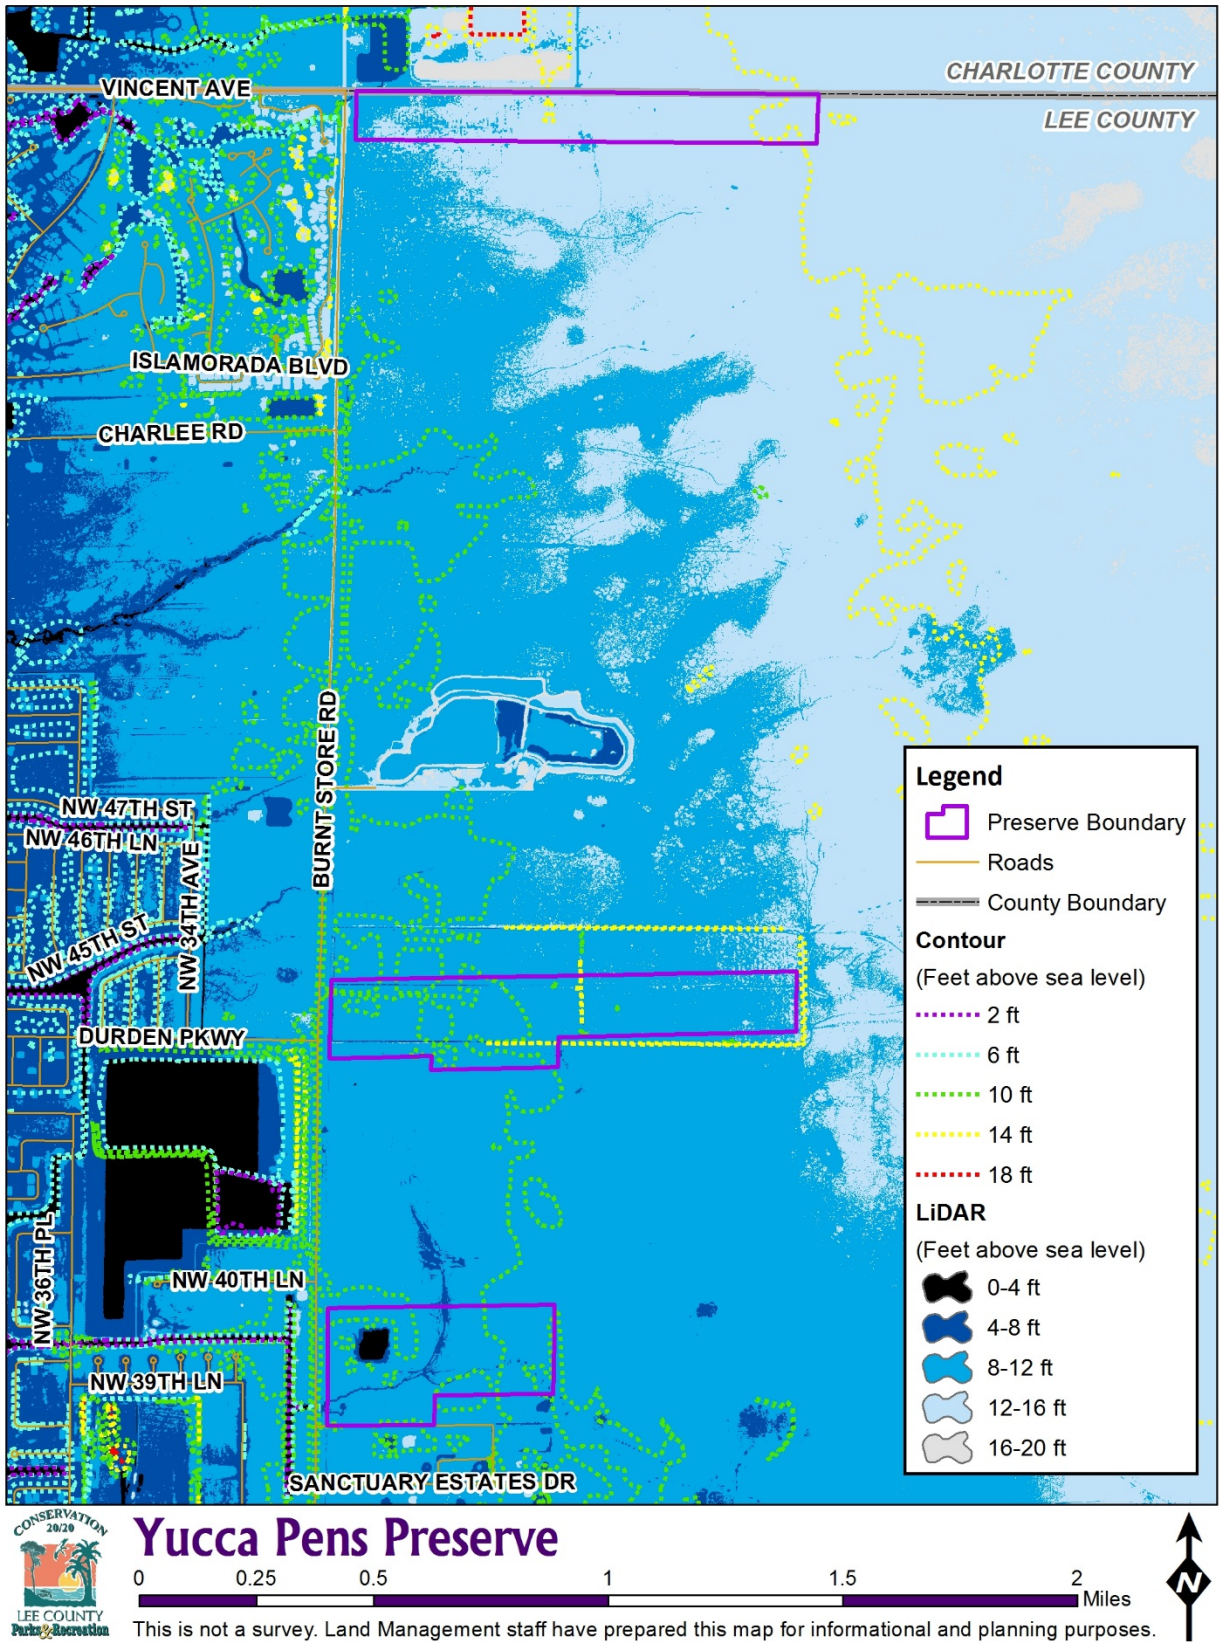 CHARLOTTE COUNTY
VINCENT AVE
LEE COUNTY
ISLAMORADA BLVD
CHARLEE RD
BURNT STORE RD
NW 47TH ST
NW 46TH LN
NW 34TH AVE
NW 45TH ST
DURDEN PKWY
NW 36TH PL
NW 40TH LN
NW 39TH LN
SANCTUARY ESTATES DR
Legend
Preserve Boundary
Roads
County Boundary
Contour
(Feet above sea level)
2 ft
6 ft
10 ft
14 ft
18 ft
LiDAR
(Feet above sea level)
0-4 ft
4-8 ft
8-12 ft
12-16 ft
16-20 ft
CONSERVATION
20/20
LEE COUNTY
Parks & Recreation
Yucca Pens Preserve
0 0.25 0.5 1 1.5 2
Miles
N
This is not a survey. Land Management staff have prepared this map for informational and planning purposes.